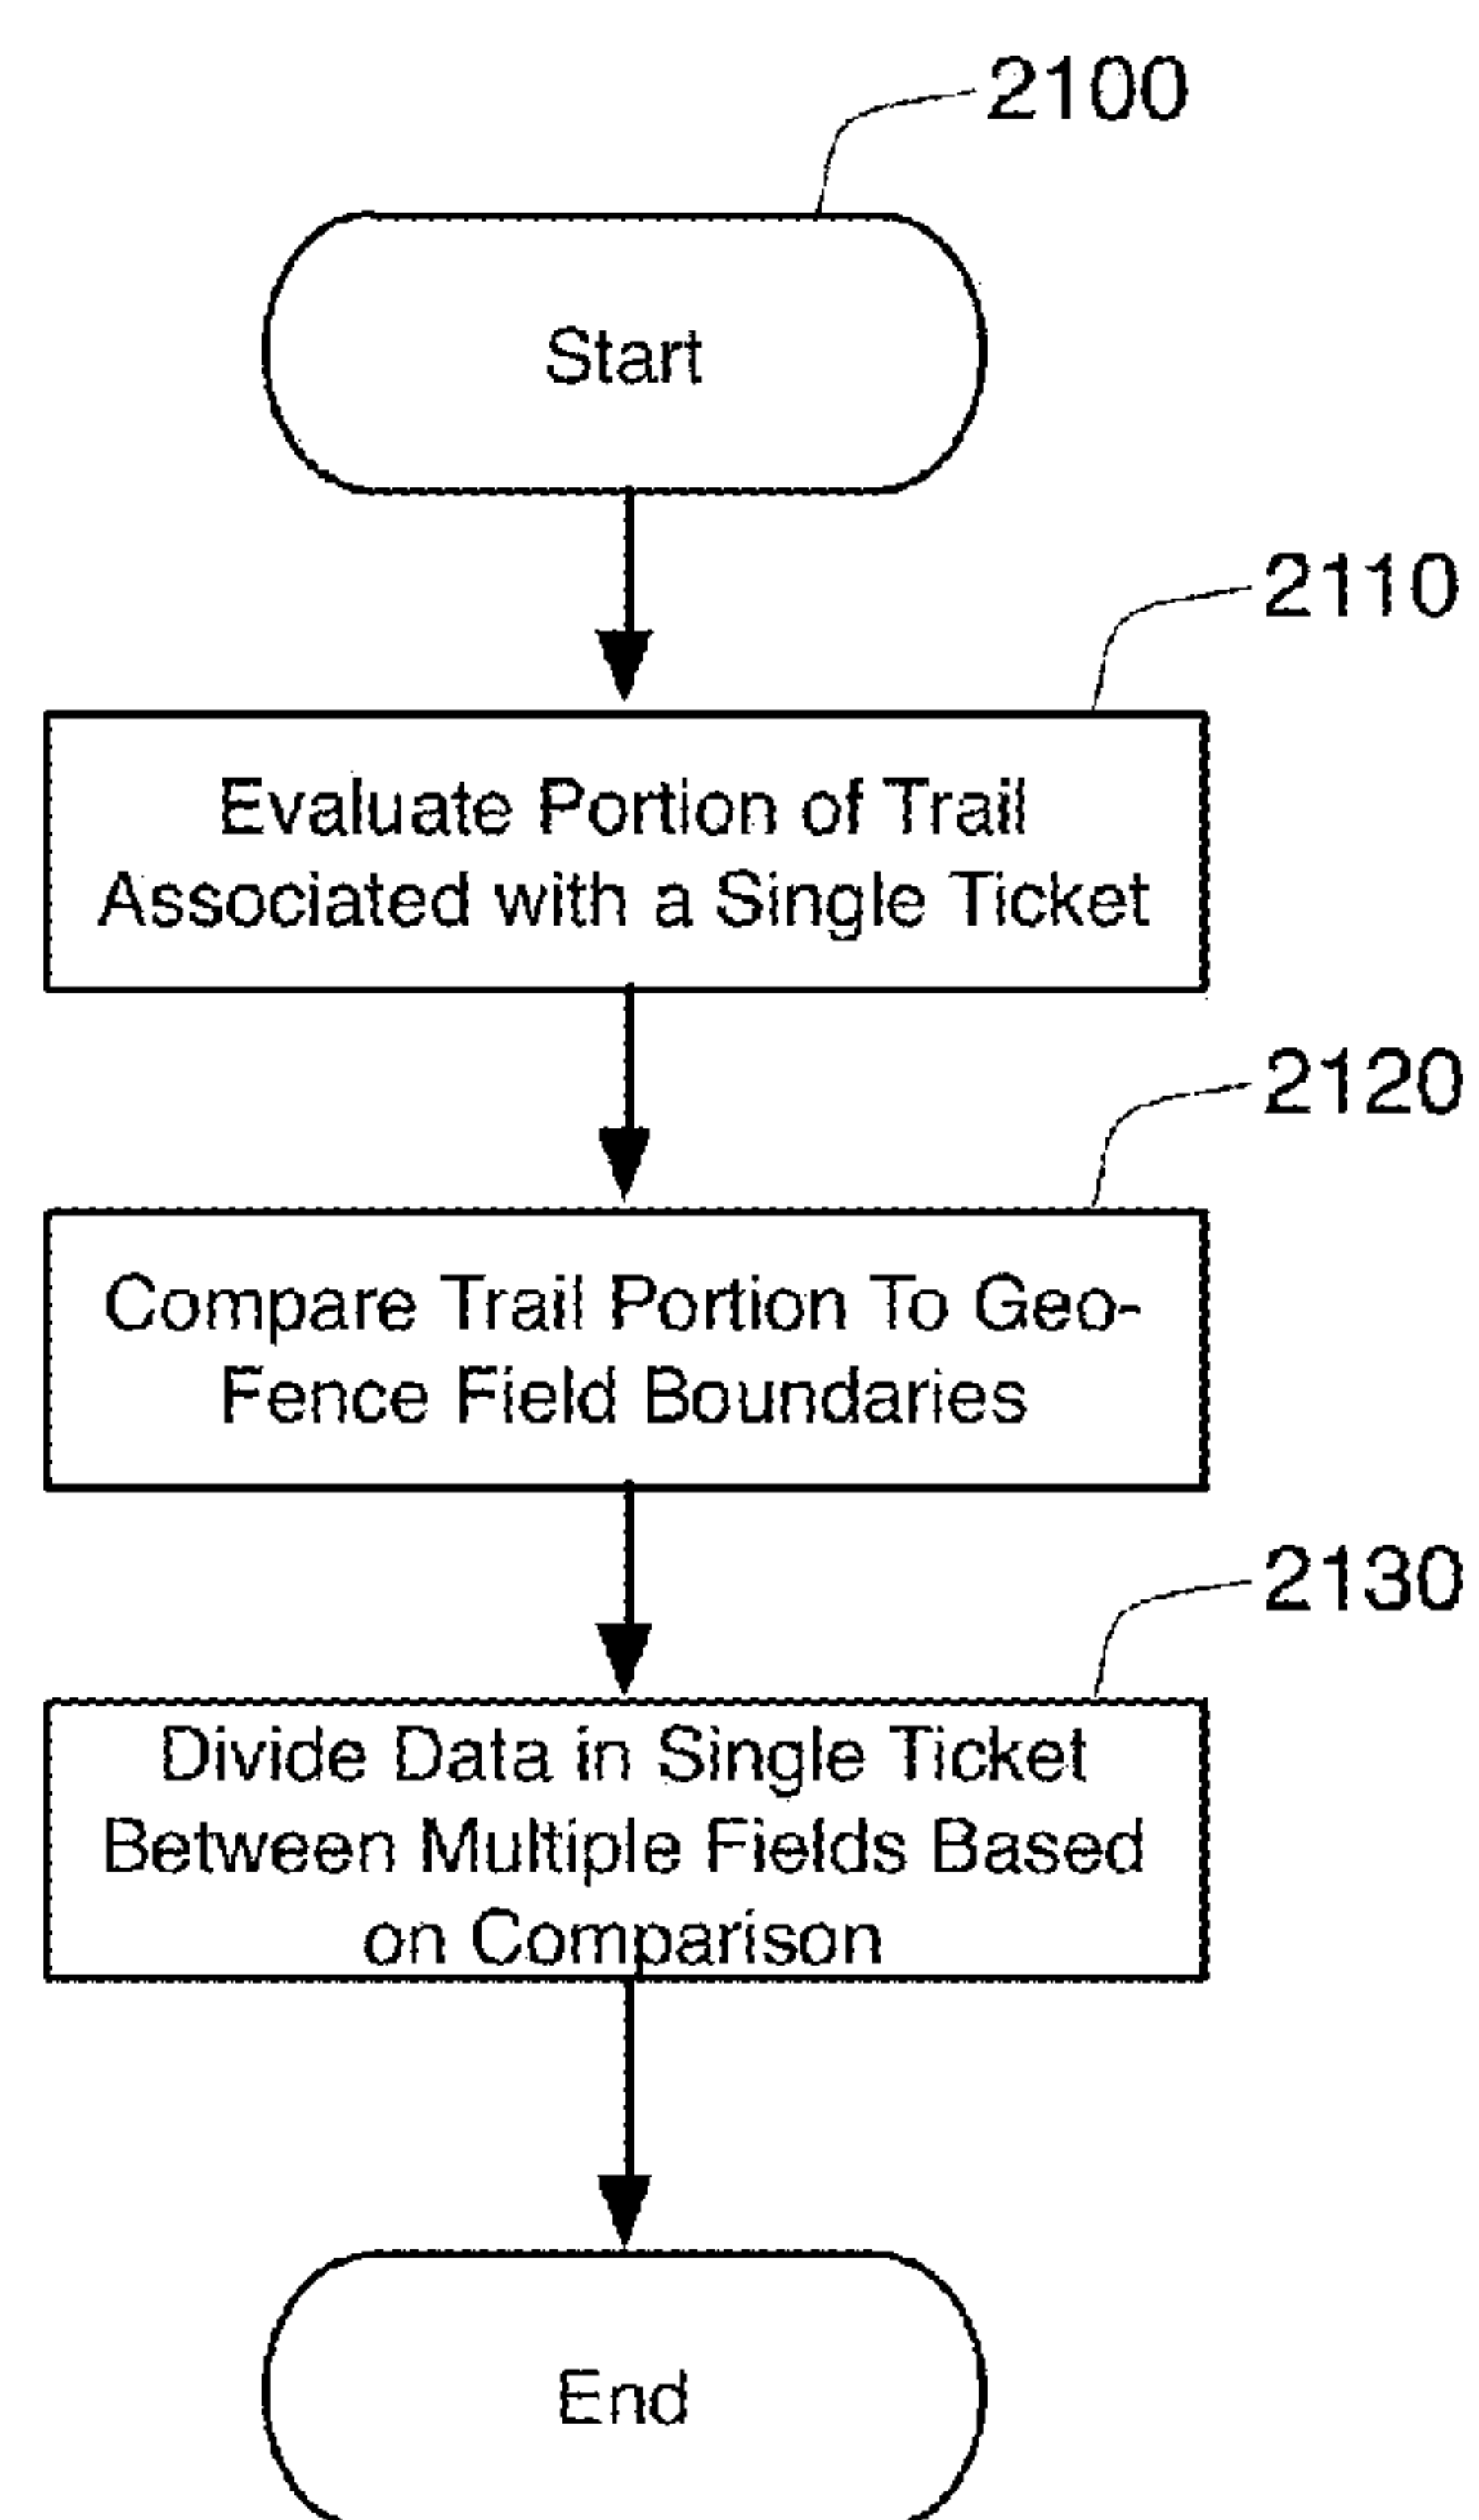 2100
Start
2110
Evaluate Portion of Trail
Associated with a Single Ticket
2120
Compare Trail Portion To Geo-
Fence Field Boundaries
2130
Divide Data in Single Ticket
Between Multiple Fields Based
on Comparison
End